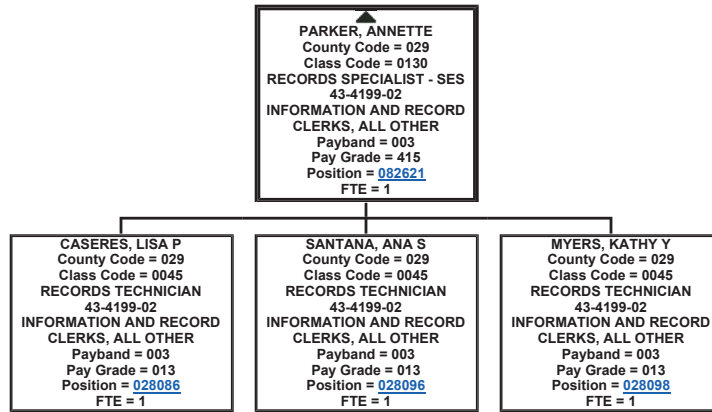 PARKER, ANNETTE
County Code = 029
Class Code = 0130
RECORDS SPECIALIST - SES
43-4199-02
INFORMATION AND RECORD
CLERKS, ALL OTHER
Payband = 003
Pay Grade = 415
Position = 082621
FTE = 1
CASERES, LISA P
County Code = 029
Class Code = 0045
RECORDS TECHNICIAN
43-4199-02
INFORMATION AND RECORD
CLERKS, ALL OTHER
Payband = 003
Pay Grade = 013
Position = 028086
FTE = 1
SANTANA, ANA S
County Code = 029
Class Code = 0045
RECORDS TECHNICIAN
43-4199-02
INFORMATION AND RECORD
CLERKS, ALL OTHER
Payband = 003
Pay Grade = 013
Position = 028096
FTE = 1
MYERS, KATHY Y
County Code = 029
Class Code = 0045
RECORDS TECHNICIAN
43-4199-02
INFORMATION AND RECORD
CLERKS, ALL OTHER
Payband = 003
Pay Grade = 013
Position = 028098
FTE = 1